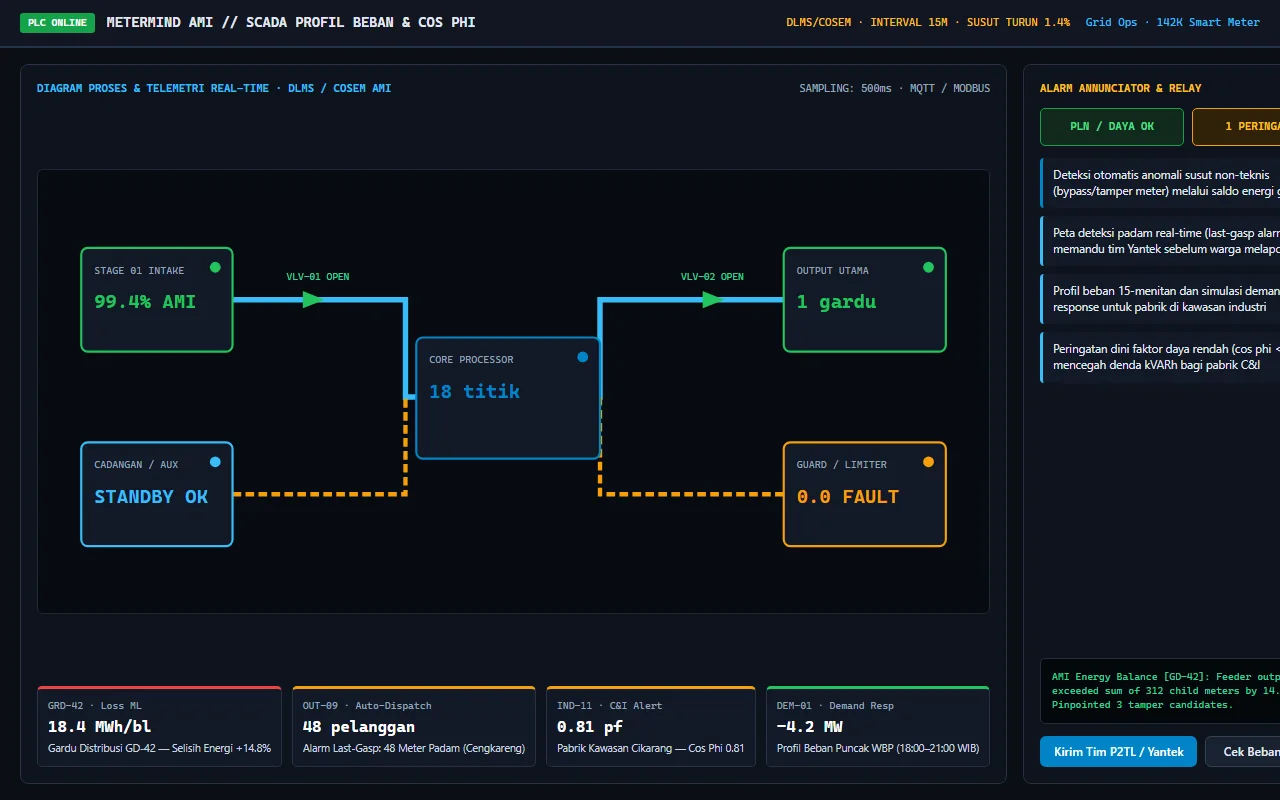 PLC ONLINE
METERMIND AMI // SCADA PROFIL BEBAN & COS PHI
DLMS/COSEM · INTERVAL 15M · SUSUT TURUN 1.4%
Grid Ops · 142K Smart Meter
DIAGRAM PROSES & TELEMETRI REAL-TIME · DLMS / COSEM AMI
SAMPLING: 500ms · MQTT / MODBUS
STAGE 01 INTAKE
99.4% AMI
VLV-01 OPEN
VLV-02 OPEN
OUTPUT UTAMA
1 gardu
CORE PROCESSOR
18 titik
CADANGAN / AUX
STANDBY OK
GUARD / LIMITER
0.0 FAULT
GRD-42 · Loss ML
18.4 MWh/bl
Gardu Distribusi GD-42 — Selisih Energi +14.8%
OUT-09 · Auto-Dispatch
48 pelanggan
Alarm Last-Gasp: 48 Meter Padam (Cengkareng)
IND-11 · C&I Alert
0.81 pf
Pabrik Kawasan Cikarang — Cos Phi 0.81
DEM-01 · Demand Resp
-4.2 MW
Profil Beban Puncak WBP (18:00–21:00 WIB)
ALARM ANNUNCIATOR & RELAY
PLN / DAYA OK
1 PERINGA
Deteksi otomatis anomali susut non-teknis
(bypass/tamper meter) melalui saldo energi g
Peta deteksi padam real-time (last-gasp alarm
memandu tim Yantek sebelum warga melapo
Profil beban 15-menitan dan simulasi deman
response untuk pabrik di kawasan industri
Peringatan dini faktor daya rendah (cos phi <
mencegah denda kVARh bagi pabrik C&I
AMI Energy Balance [GD-42]: Feeder outp
exceeded sum of 312 child meters by 14.
Pinpointed 3 tamper candidates.
Kirim Tim P2TL / Yantek
Cek Beban